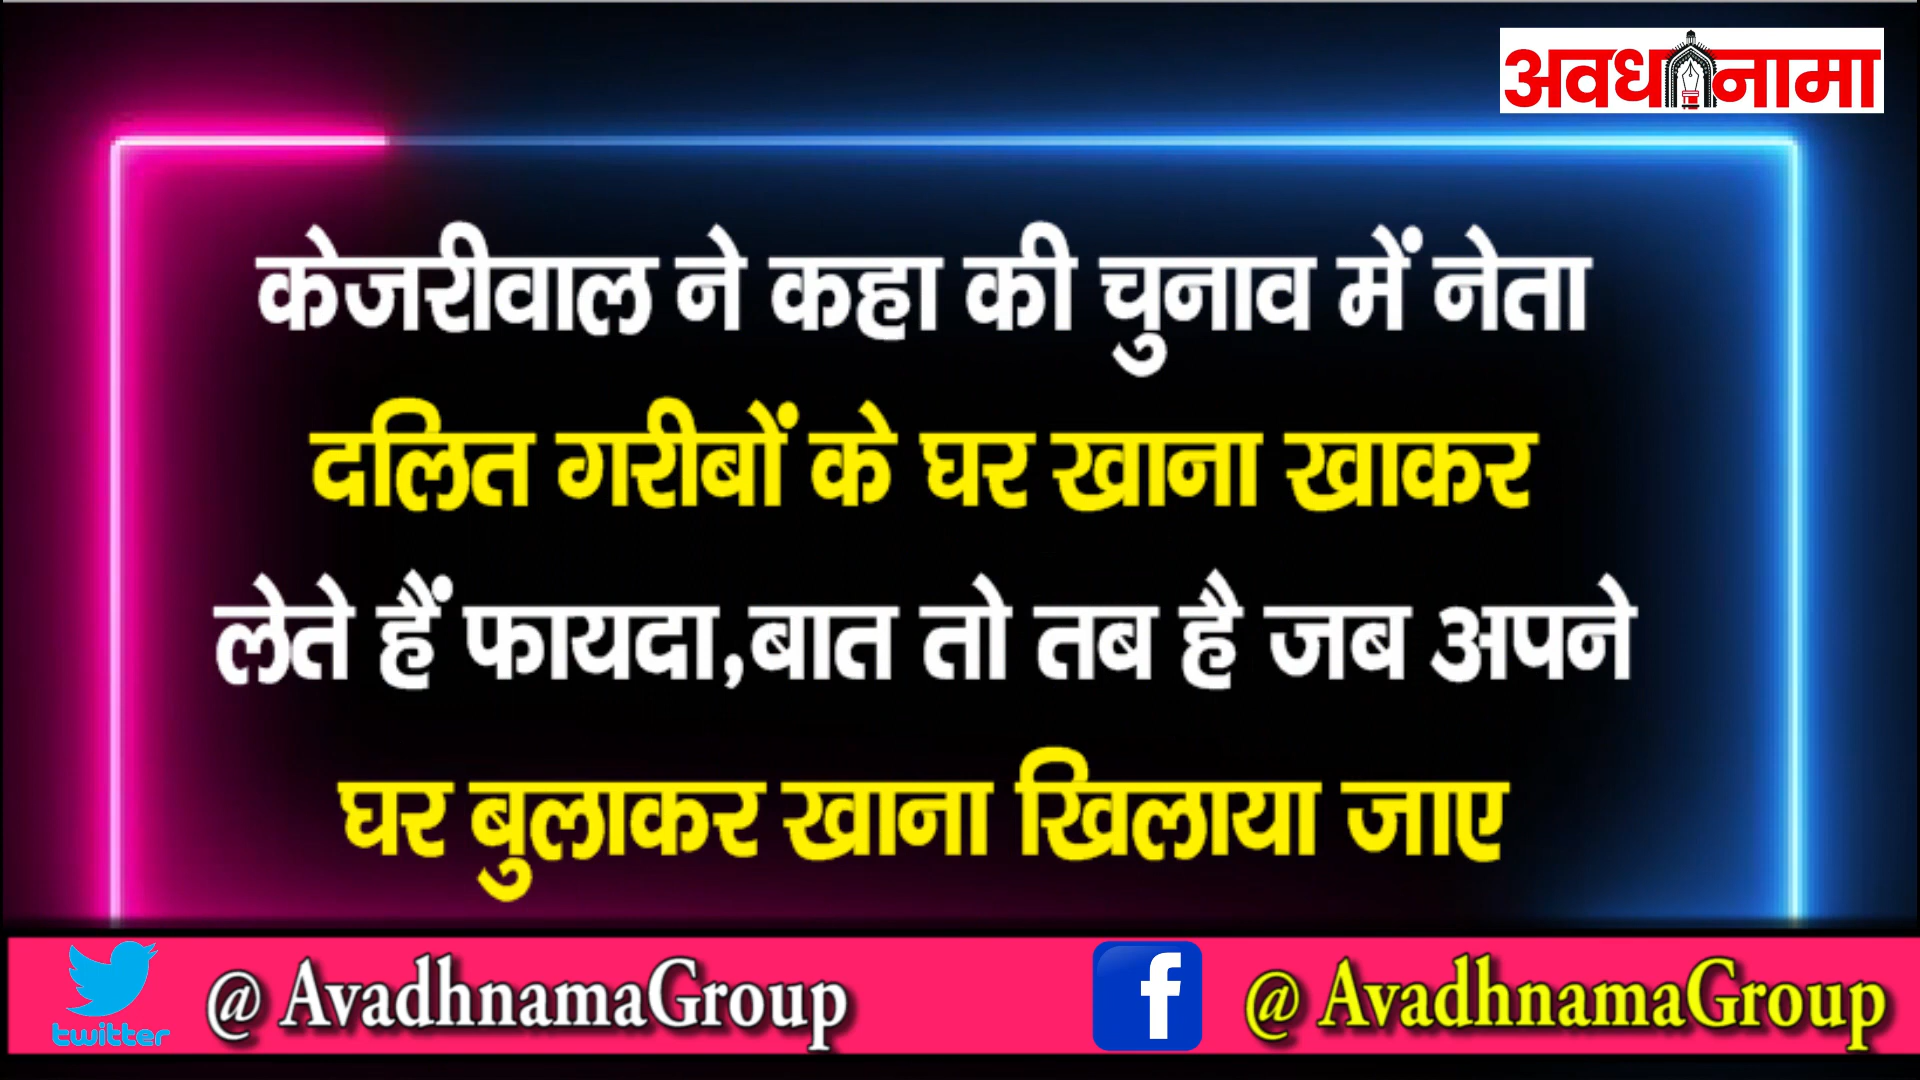 अवधनामा
केजरीवाल ने कहा की चुनाव में नेता
दलित गरीबों के घर खाना खाकर
लेते हैं फायदा,बात तो तब है जब अपने
घर बुलाकर खाना खिलाया जाए
twitter @ AvadhnamaGroup f @ AvadhnamaGroup